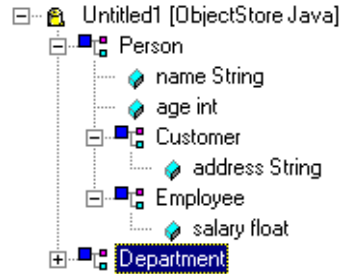 Untitled1 [ObjectStore Java]
Person
name String
age int
Customer
address String
Employee
salary float
Department